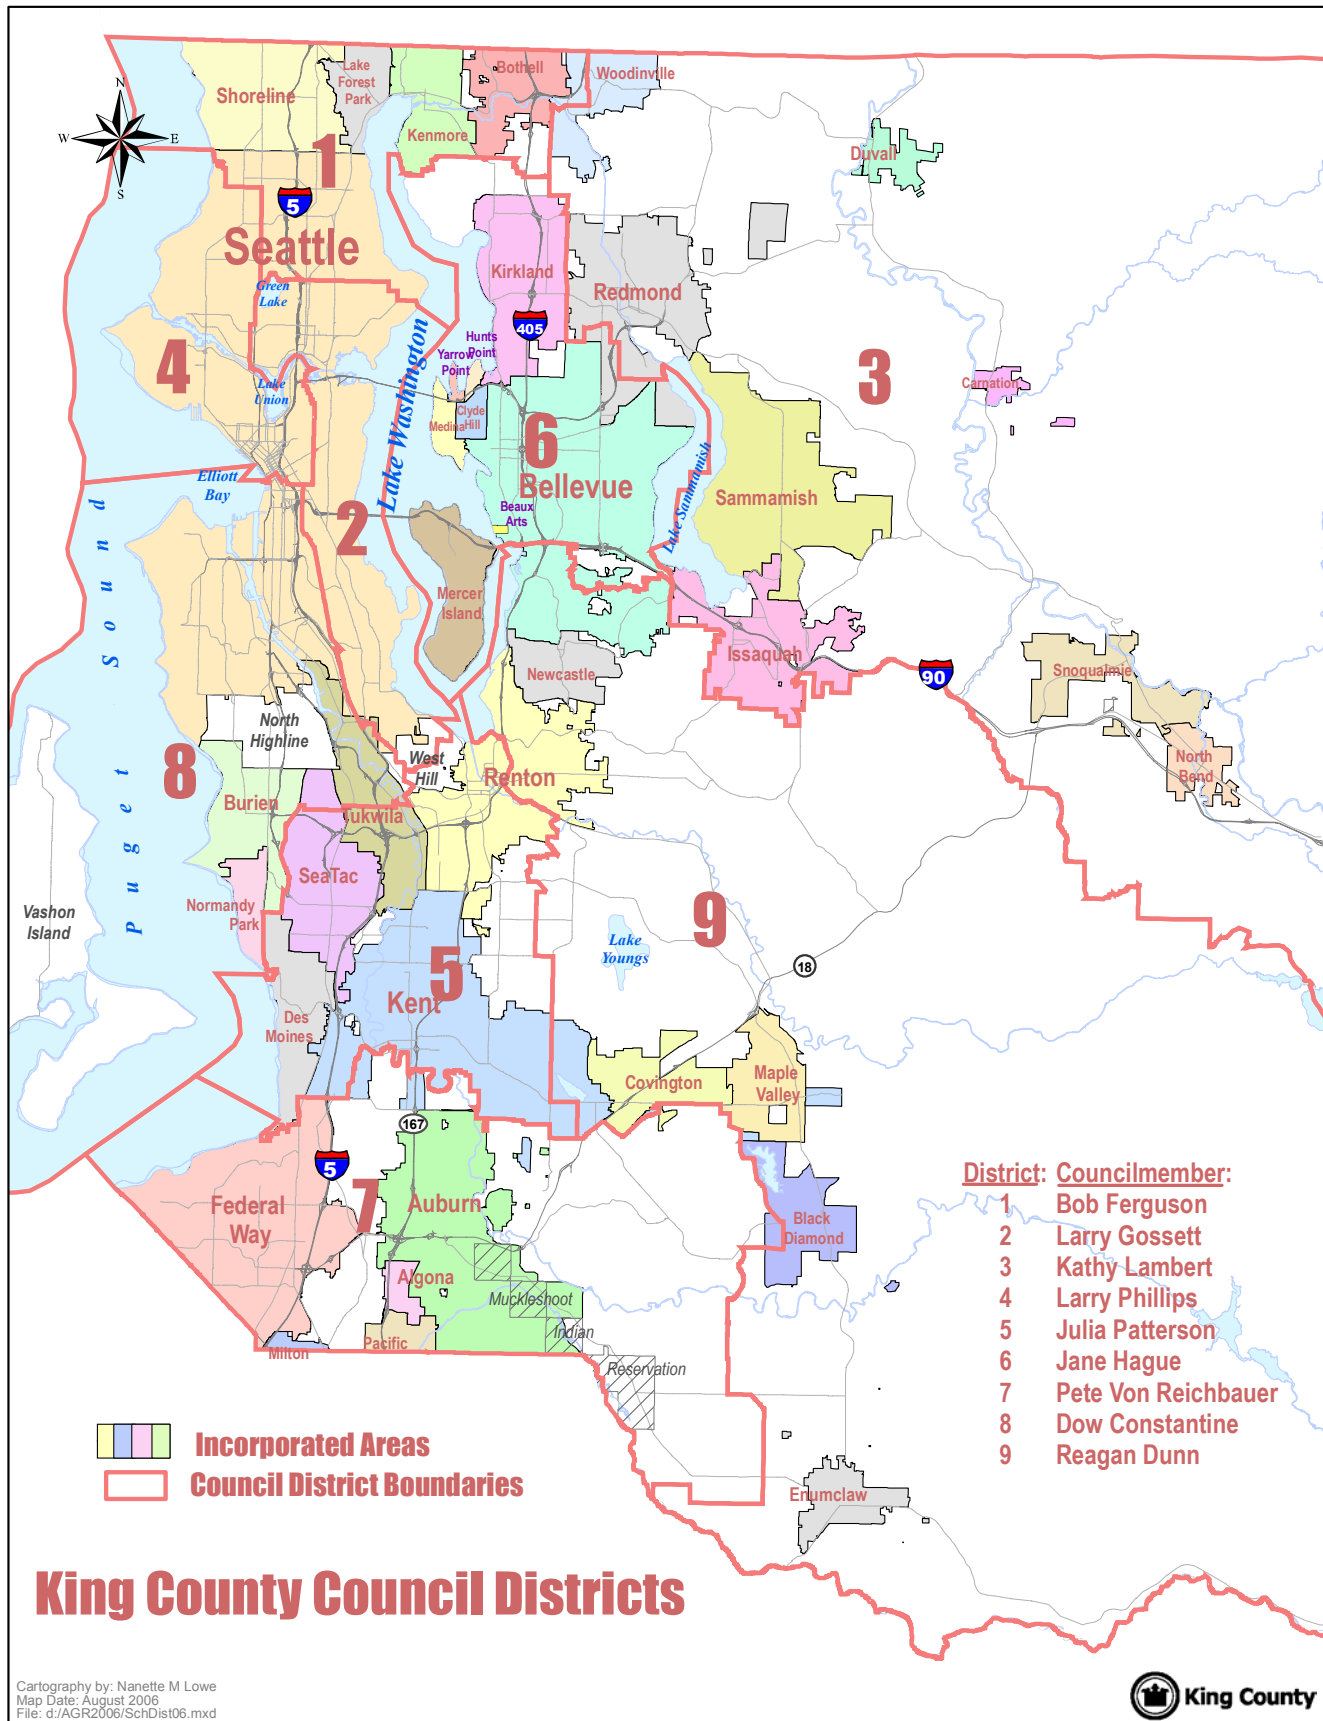 N
W
E
S
Shoreline
Lake
Forest
Park
Kenmore
Bothell
Woodinville
Duvall
1
5
Seattle
Green
Lake
Kirkland
Redmond
405
Hunts
Point
Yarrow
Point
4
Lake
Union
Clyde
Hill
Medina
Lake Washington
3
Carnation
6
Bellevue
Elliott
Bay
2
Beaux
Arts
Lake Sammamish
Sammamish
Puget Sound
Mercer
Island
Newcastle
Issaquah
90
Snoqualmie
North
Bend
North
Highline
West
Hill
8
Burien
Renton
Tukwila
SeaTac
Normandy
Park
Vashon
Island
9
Lake
Youngs
18
5
Kent
Des
Moines
Covington
Maple
Valley
167
5
7
Federal
Way
Auburn
Black
Diamond
Algona
Muckleshoot
Indian
Reservation
Milton
Pacific
Enumclaw
District: Councilmember:
1 Bob Ferguson
2 Larry Gossett
3 Kathy Lambert
4 Larry Phillips
5 Julia Patterson
6 Jane Hague
7 Pete Von Reichbauer
8 Dow Constantine
9 Reagan Dunn
Incorporated Areas
Council District Boundaries
King County Council Districts
Cartography by: Nanette M Lowe
Map Date: August 2006
File: d:/AGR2006/SchDist06.mxd
King County